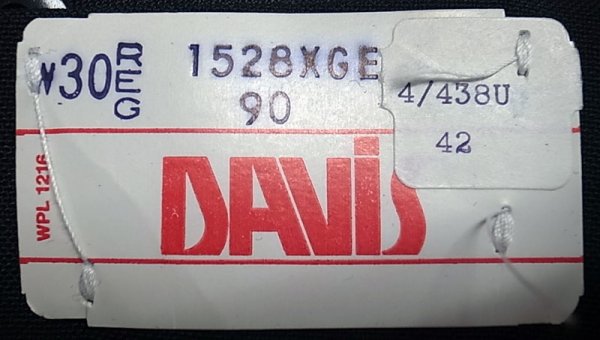 W30 REG
1528XGE
90
4/438U
42
WPL 1216
DAVIS